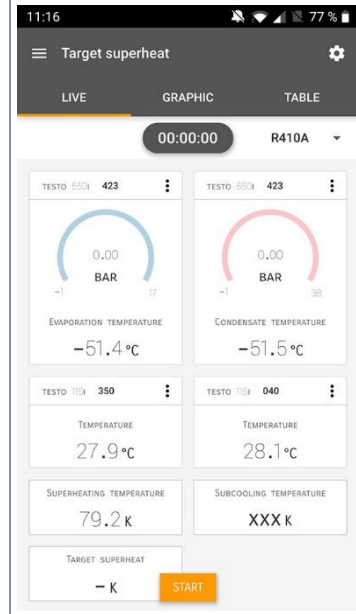 11:16 77 %
Target superheat
LIVE GRAPHIC TABLE
00:00:00 R410A
TESTO 550i 423 TESTO 550i 423
0.00 0.00
BAR BAR
-1 17 -1 38
EVAPORATION TEMPERATURE CONDENSATE TEMPERATURE
-51.4 °C -51.5 °C
TESTO 115i 350 TESTO 115i 040
TEMPERATURE TEMPERATURE
27.9 °C 28.1 °C
SUPERHEATING TEMPERATURE SUBCOOLING TEMPERATURE
79.2 K XXX K
TARGET SUPERHEAT
– K START